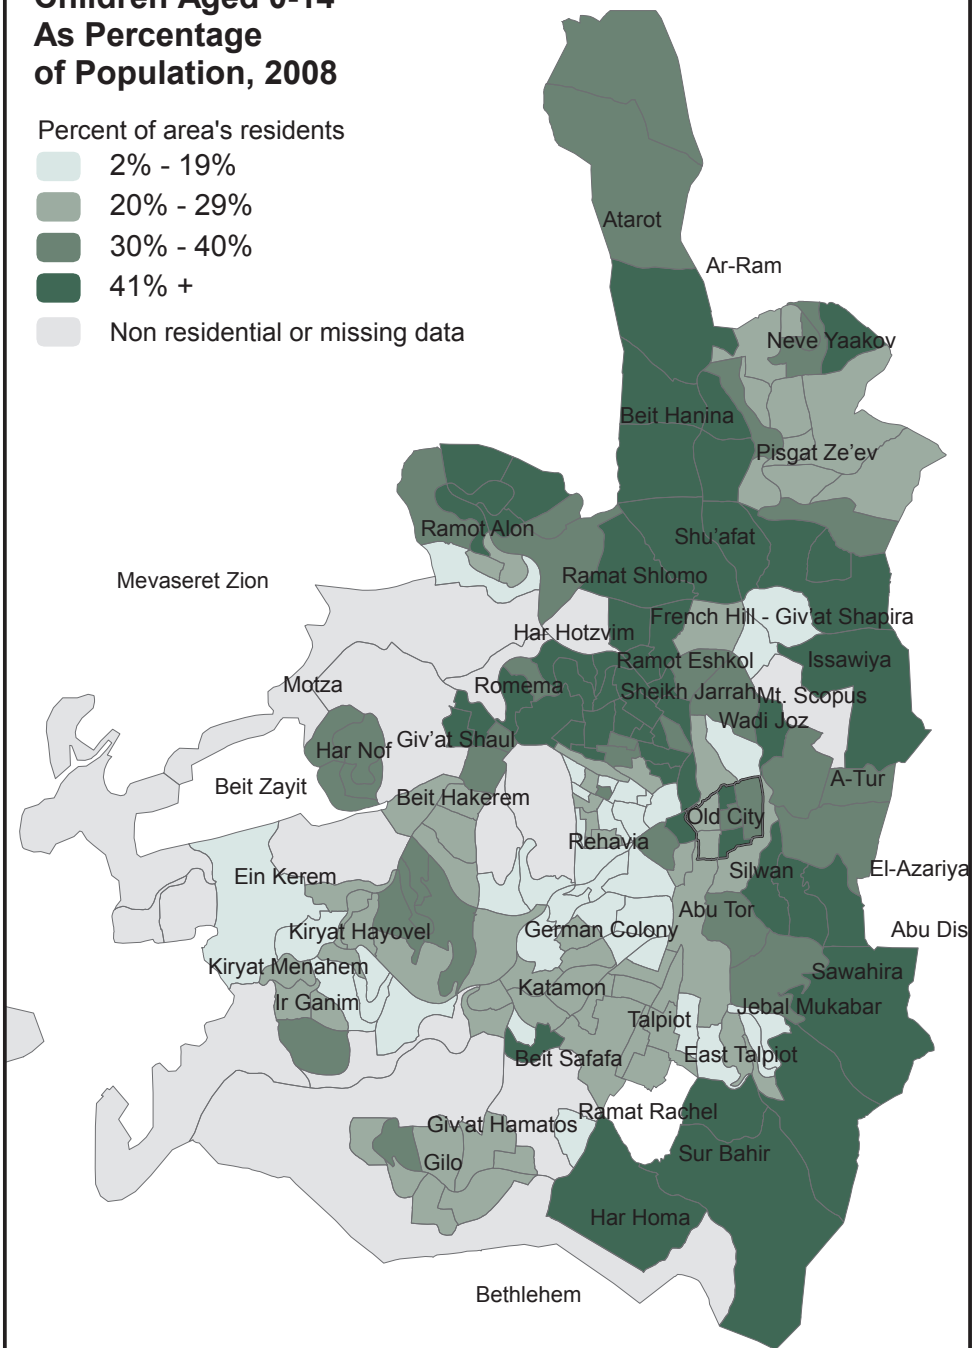 Children Aged 0-14
As Percentage
of Population, 2008
Percent of area's residents
2% - 19%
20% - 29%
30% - 40%
41% +
Non residential or missing data
Atarot
Ar-Ram
Neve Yaakov
Beit Hanina
Pisgat Ze’ev
Ramot Alon
Shu’afat
Mevaseret Zion
Ramat Shlomo
French Hill - Giv’at Shapira
Har Hotzvim
Ramot Eshkol
Issawiya
Motza
Romema
Sheikh Jarrah
Mt. Scopus
Wadi Joz
Har Nof
Giv’at Shaul
A-Tur
Beit Zayit
Beit Hakerem
Old City
Rehavia
Ein Kerem
Silwan
El-Azariya
Abu Tor
Kiryat Hayovel
German Colony
Abu Dis
Kiryat Menahem
Sawahira
Katamon
Ir Ganim
Jebal Mukabar
Talpiot
Beit Safafa
East Talpiot
Ramat Rachel
Giv’at Hamatos
Gilo
Sur Bahir
Har Homa
Bethlehem